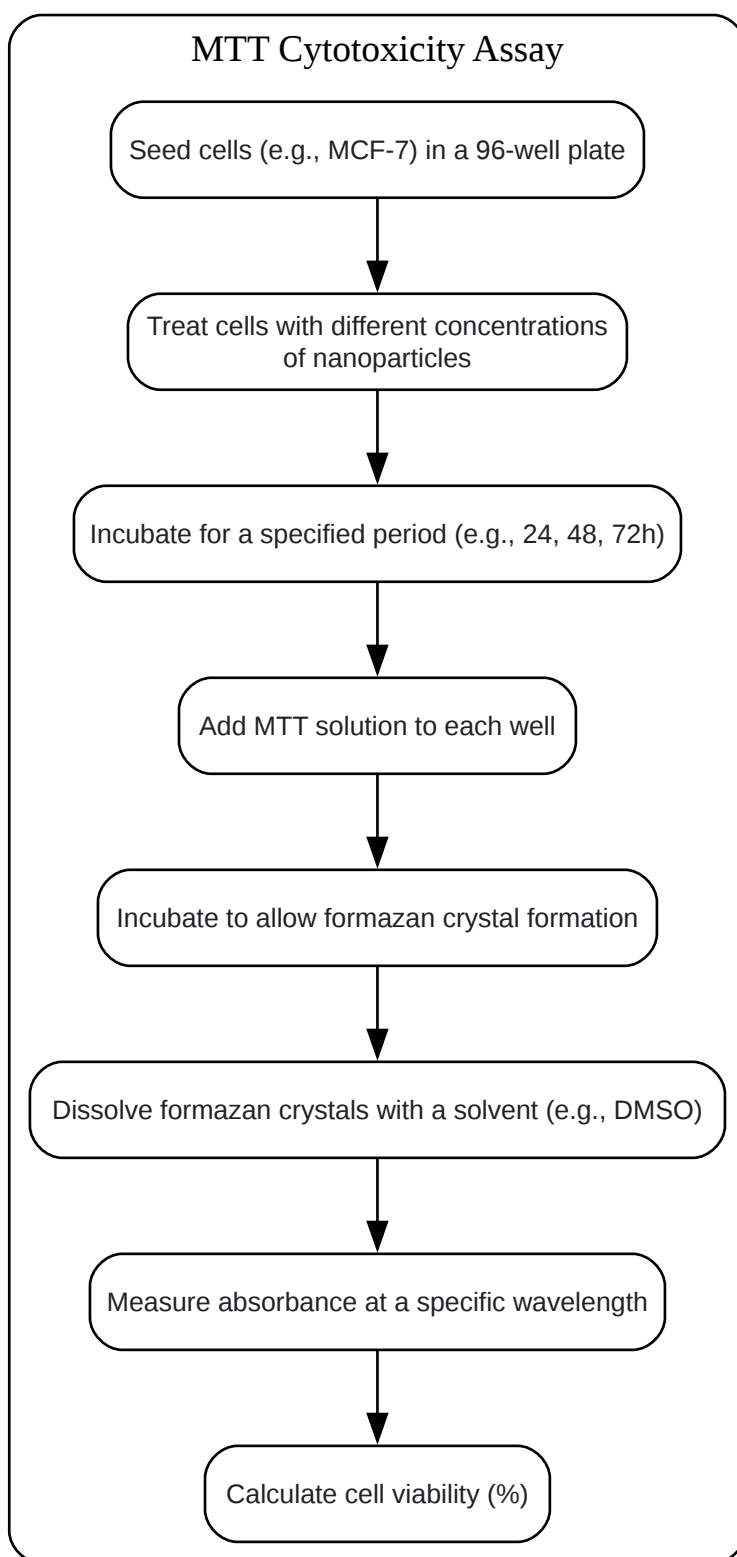 MTT Cytotoxicity Assay
Seed cells (e.g., MCF-7) in a 96-well plate
Treat cells with different concentrations
of nanoparticles
Incubate for a specified period (e.g., 24, 48, 72h)
Add MTT solution to each well
Incubate to allow formazan crystal formation
Dissolve formazan crystals with a solvent (e.g., DMSO)
Measure absorbance at a specific wavelength
Calculate cell viability (%)